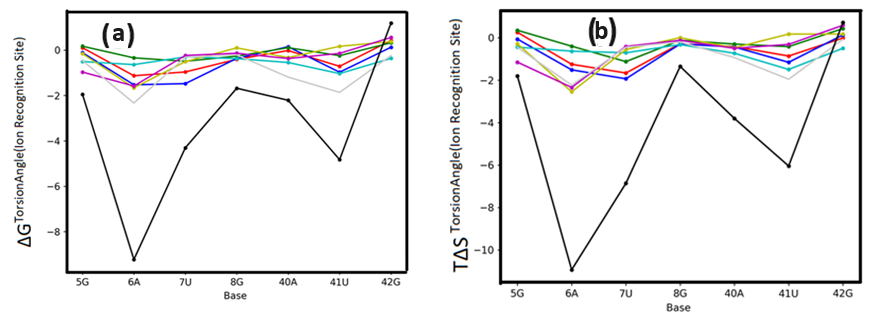 (a)
ΔG TorsionAngle(Ion Recognition Site)
0
−2
−4
−6
−8
5G 6A 7U 8G 40A 41U 42G
Base
(b)
TΔS TorsionAngle(Ion Recognition Site)
0
−2
−4
−6
−8
−10
5G 6A 7U 8G 40A 41U 42G
Base